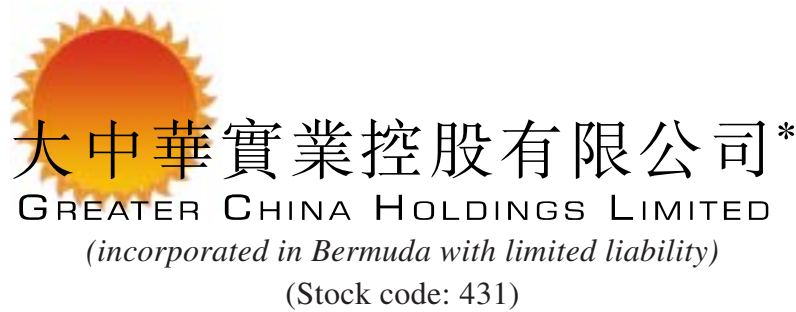 大中華實業控股有限公司*
GREATER CHINA HOLDINGS LIMITED
(incorporated in Bermuda with limited liability)
(Stock code: 431)